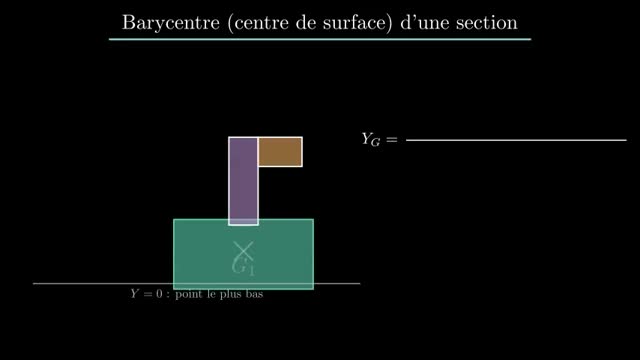 Barycentre (centre de surface) d'une section
Y_G =
G_1
Y = 0 : point le plus bas